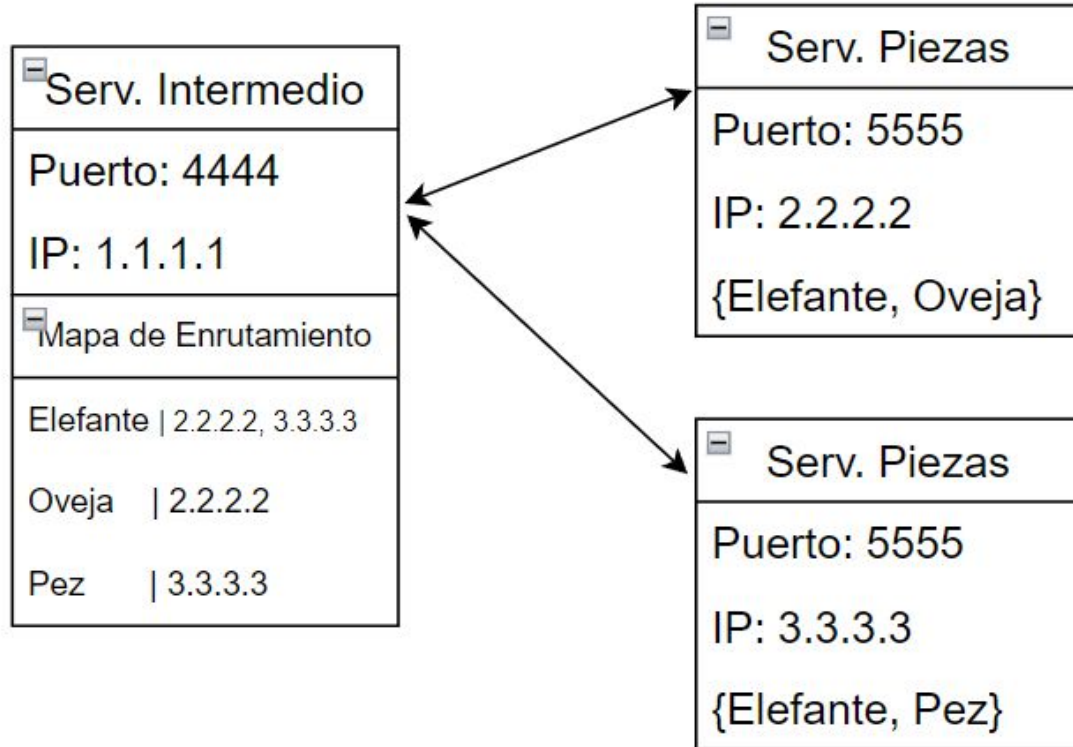 Serv. Intermedio
Puerto: 4444
IP: 1.1.1.1
Mapa de Enrutamiento
Elefante | 2.2.2.2, 3.3.3.3
Oveja | 2.2.2.2
Pez | 3.3.3.3
Serv. Piezas
Puerto: 5555
IP: 2.2.2.2
{Elefante, Oveja}
Serv. Piezas
Puerto: 5555
IP: 3.3.3.3
{Elefante, Pez}